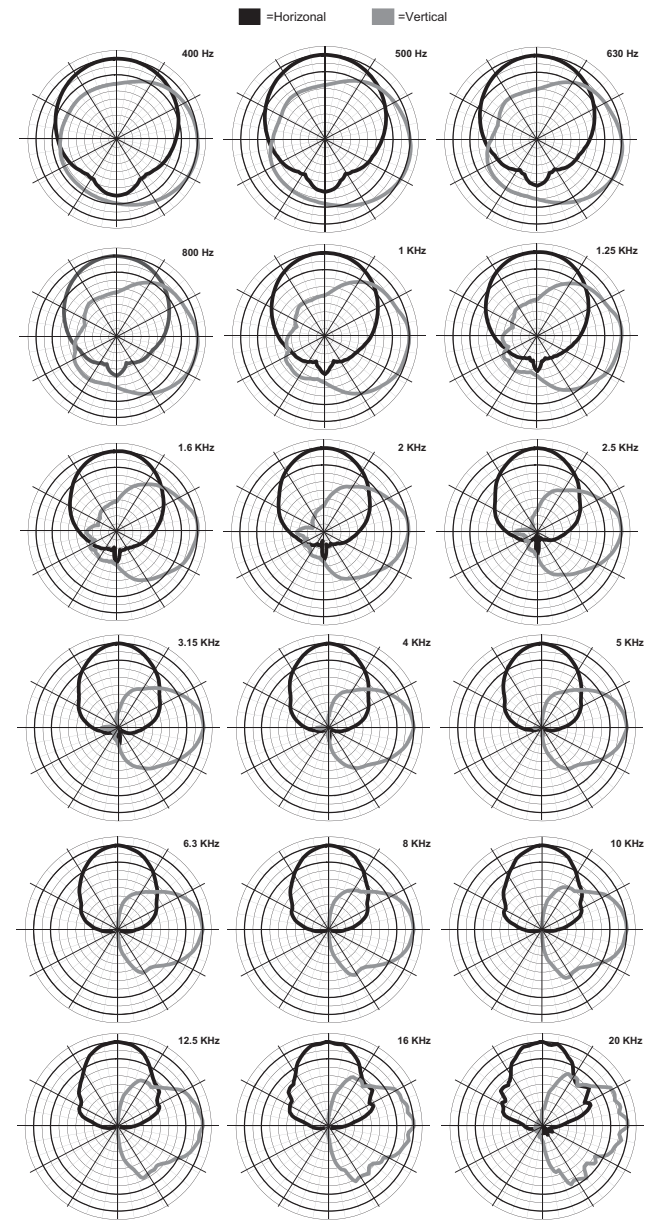 =Horizonal =Vertical
400 Hz 500 Hz 630 Hz
800 Hz 1 KHz 1.25 KHz
1.6 KHz 2 KHz 2.5 KHz
3.15 KHz 4 KHz 5 KHz
6.3 KHz 8 KHz 10 KHz
12.5 KHz 16 KHz 20 KHz